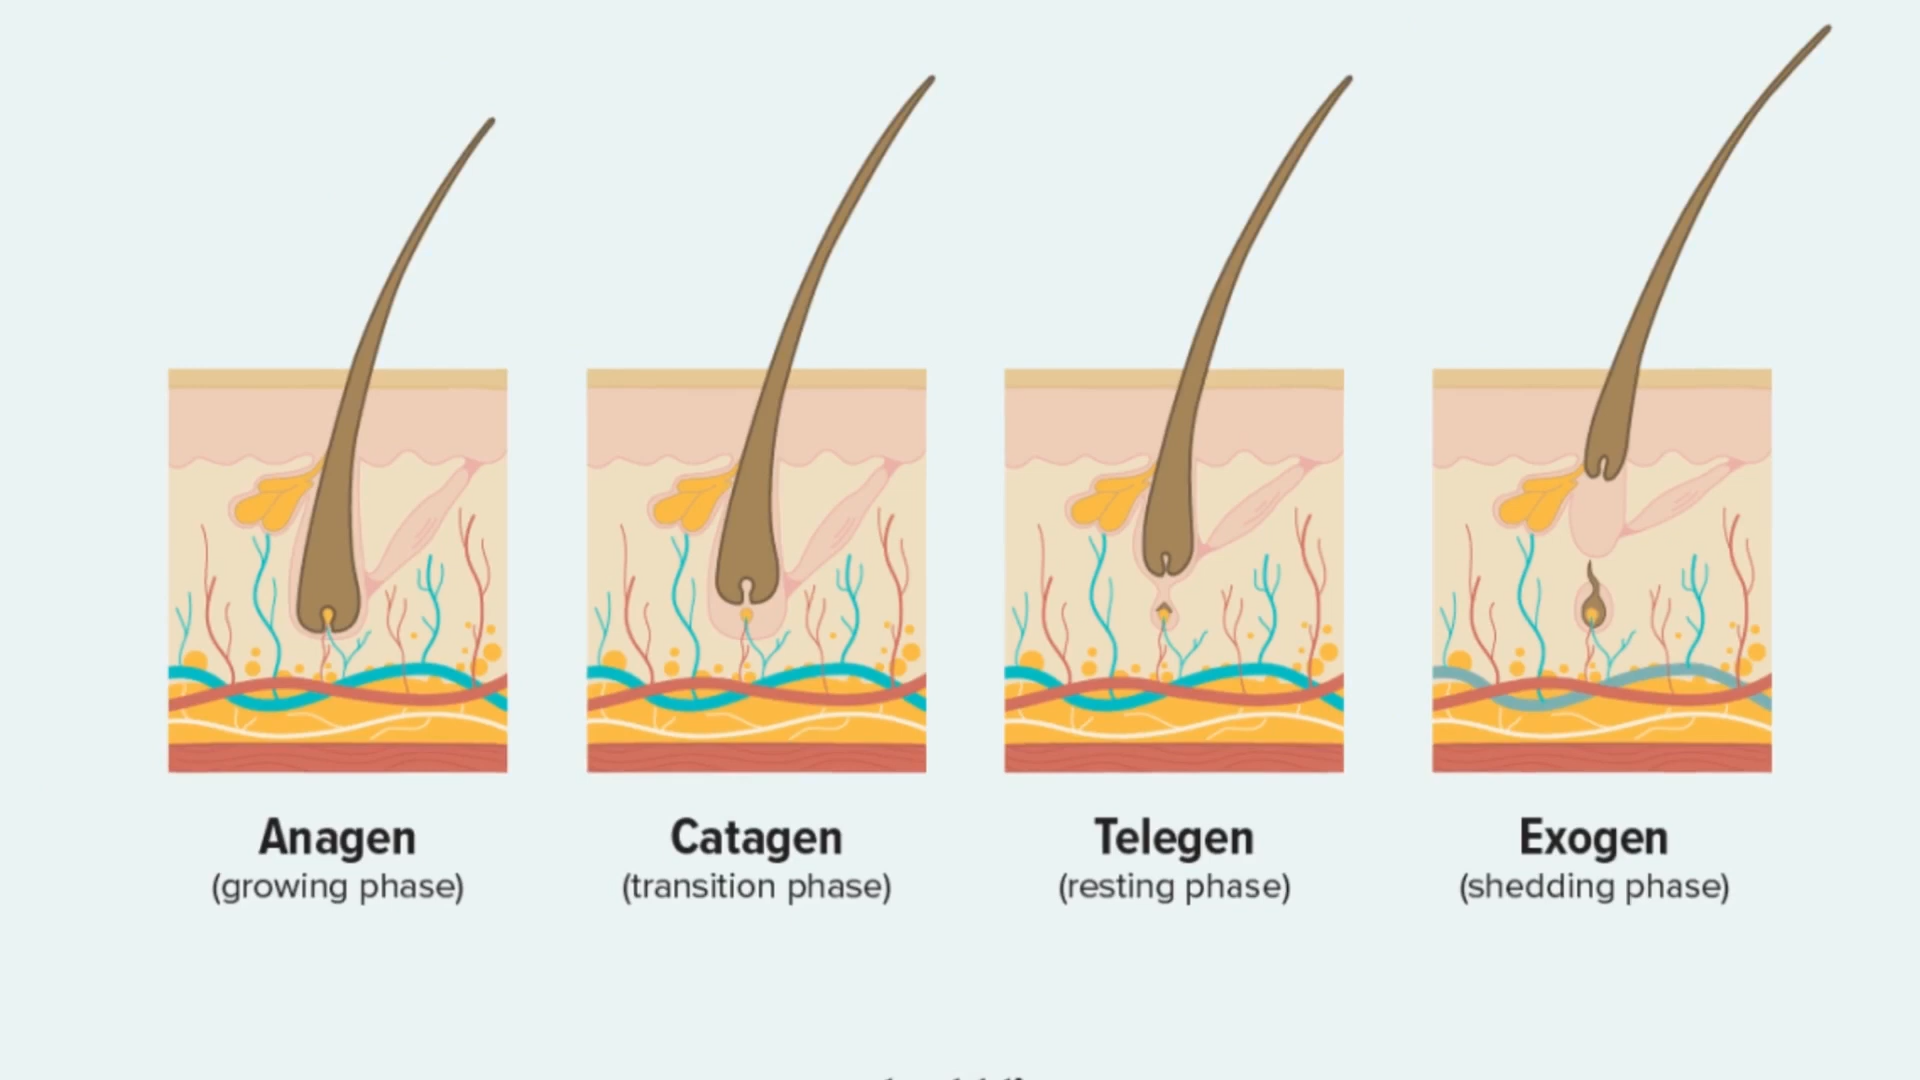 Anagen
(growing phase)
Catagen
(transition phase)
Telegen
(resting phase)
Exogen
(shedding phase)